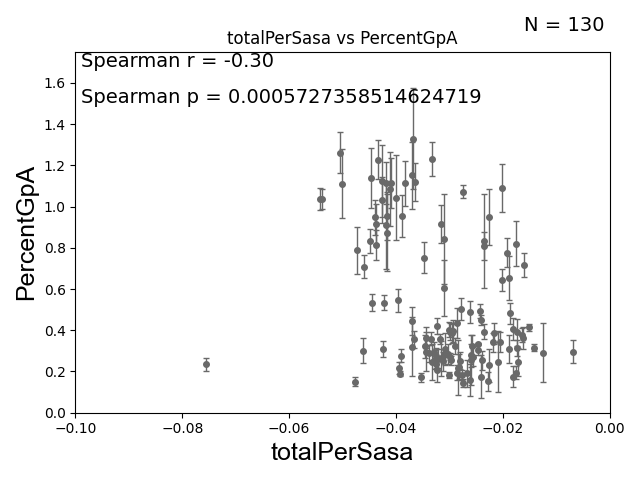 N = 130
totalPerSasa vs PercentGpA
Spearman r = -0.30
Spearman p = 0.0005727358514624719
1.6
1.4
1.2
1.0
0.8
0.6
0.4
0.2
0.0
PercentGpA
−0.10 −0.08 −0.06 −0.04 −0.02 0.00
totalPerSasa